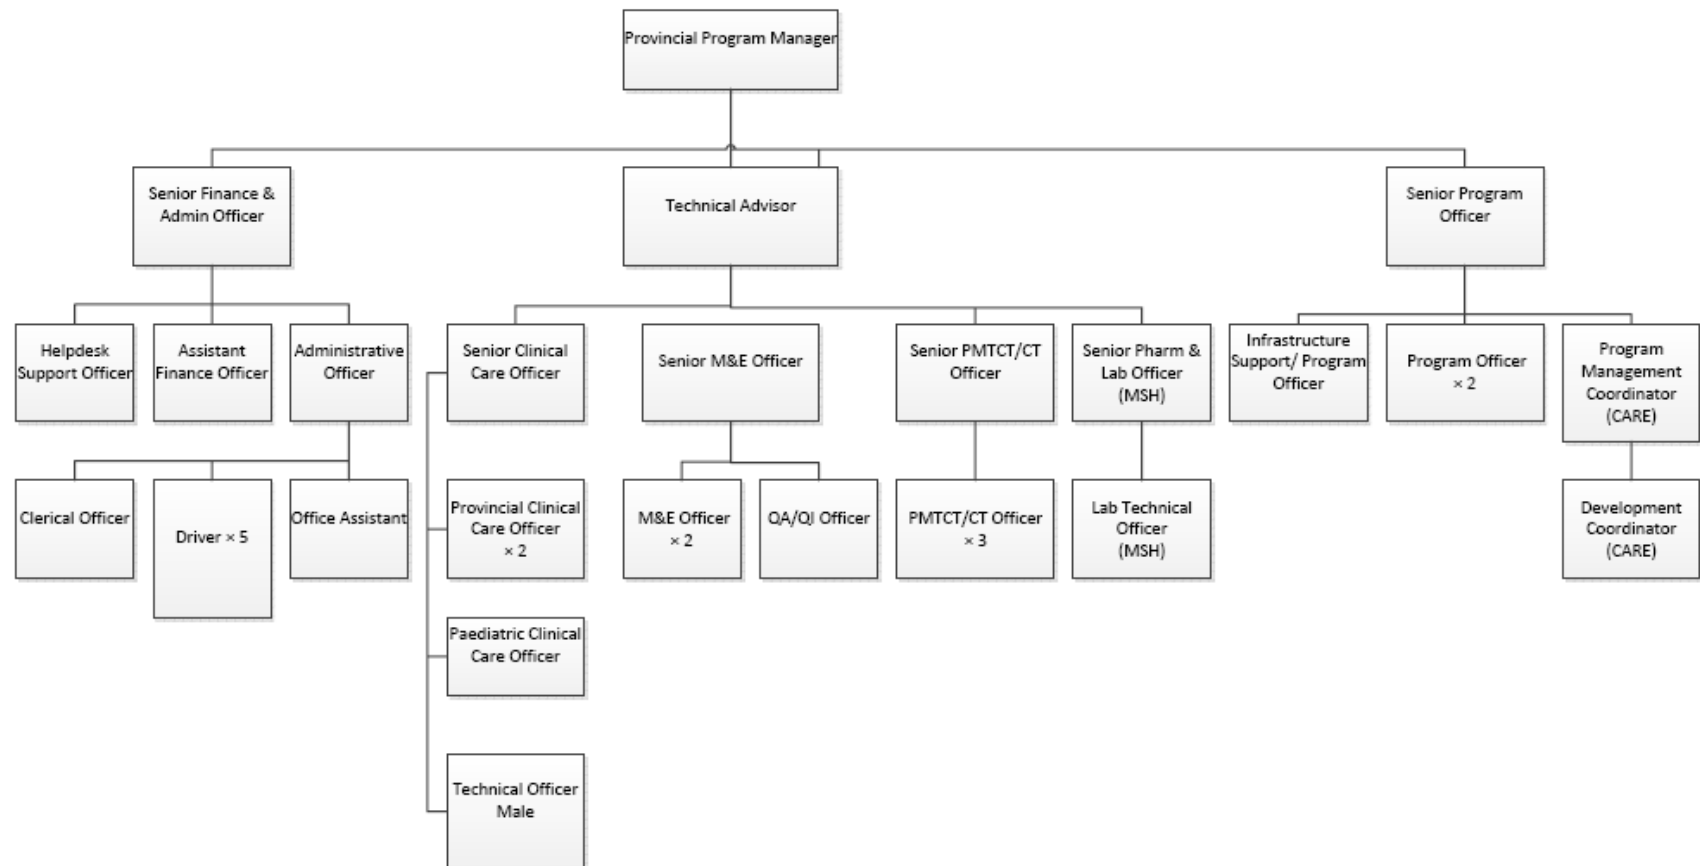 Provincial Program Manager
Senior Finance &
Admin Officer
Technical Advisor
Senior Program
Officer
Helpdesk
Support Officer
Assistant
Finance Officer
Administrative
Officer
Senior Clinical
Care Officer
Senior M&E Officer
Senior PMTCT/CT
Officer
Senior Pharm &
Lab Officer
(MSH)
Infrastructure
Support/ Program
Officer
Program Officer
× 2
Program
Management
Coordinator
(CARE)
Clerical Officer
Driver × 5
Office Assistant
Provincial Clinical
Care Officer
× 2
M&E Officer
× 2
QA/QI Officer
PMTCT/CT Officer
× 3
Lab Technical
Officer
(MSH)
Development
Coordinator
(CARE)
Paediatric Clinical
Care Officer
Technical Officer
Male